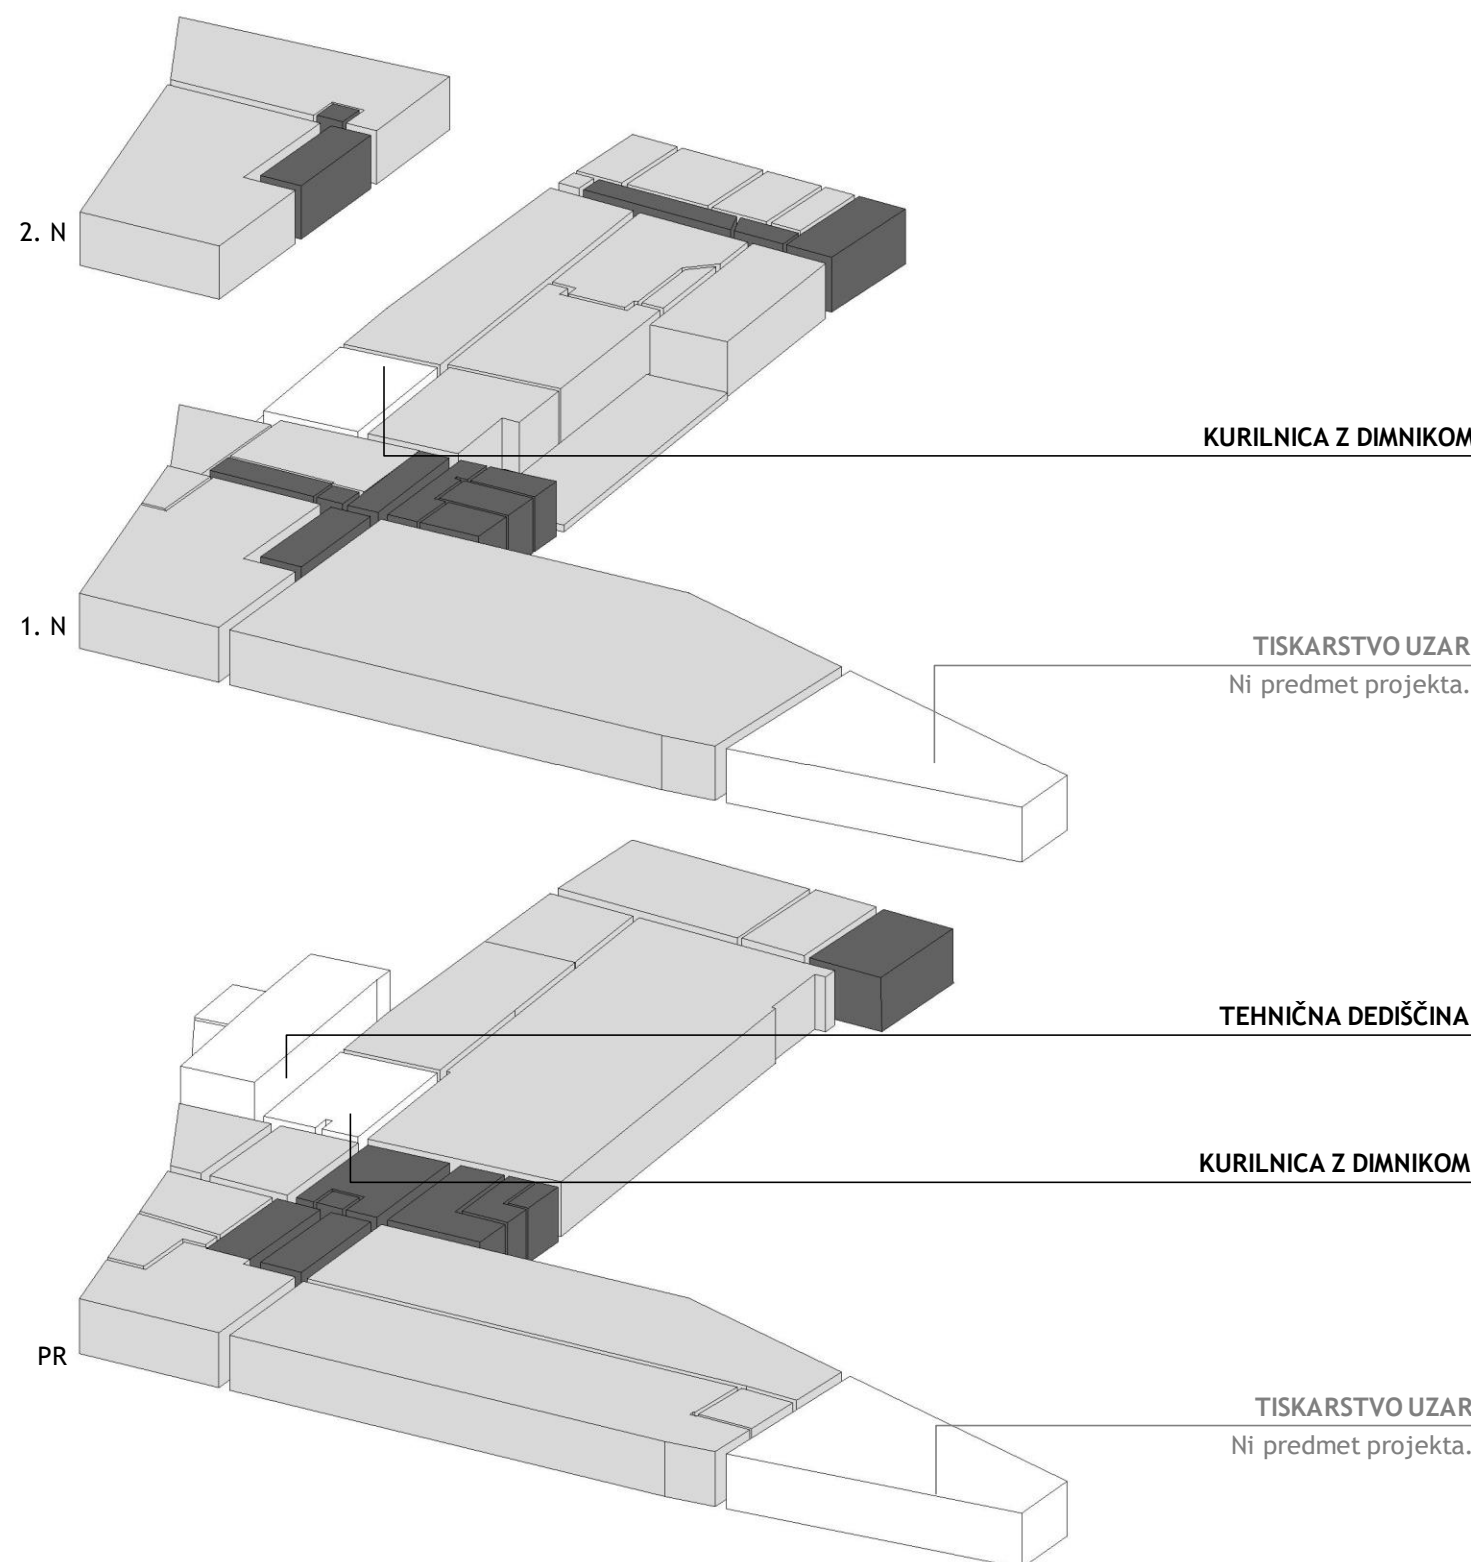 2. N
KURILNICA Z DIMNIKOM
1. N
TISKARSTVO UZAR
Ni predmet projekta.
TEHNIČNA DEDIŠČINA
KURILNICA Z DIMNIKOM
PR
TISKARSTVO UZAR
Ni predmet projekta.